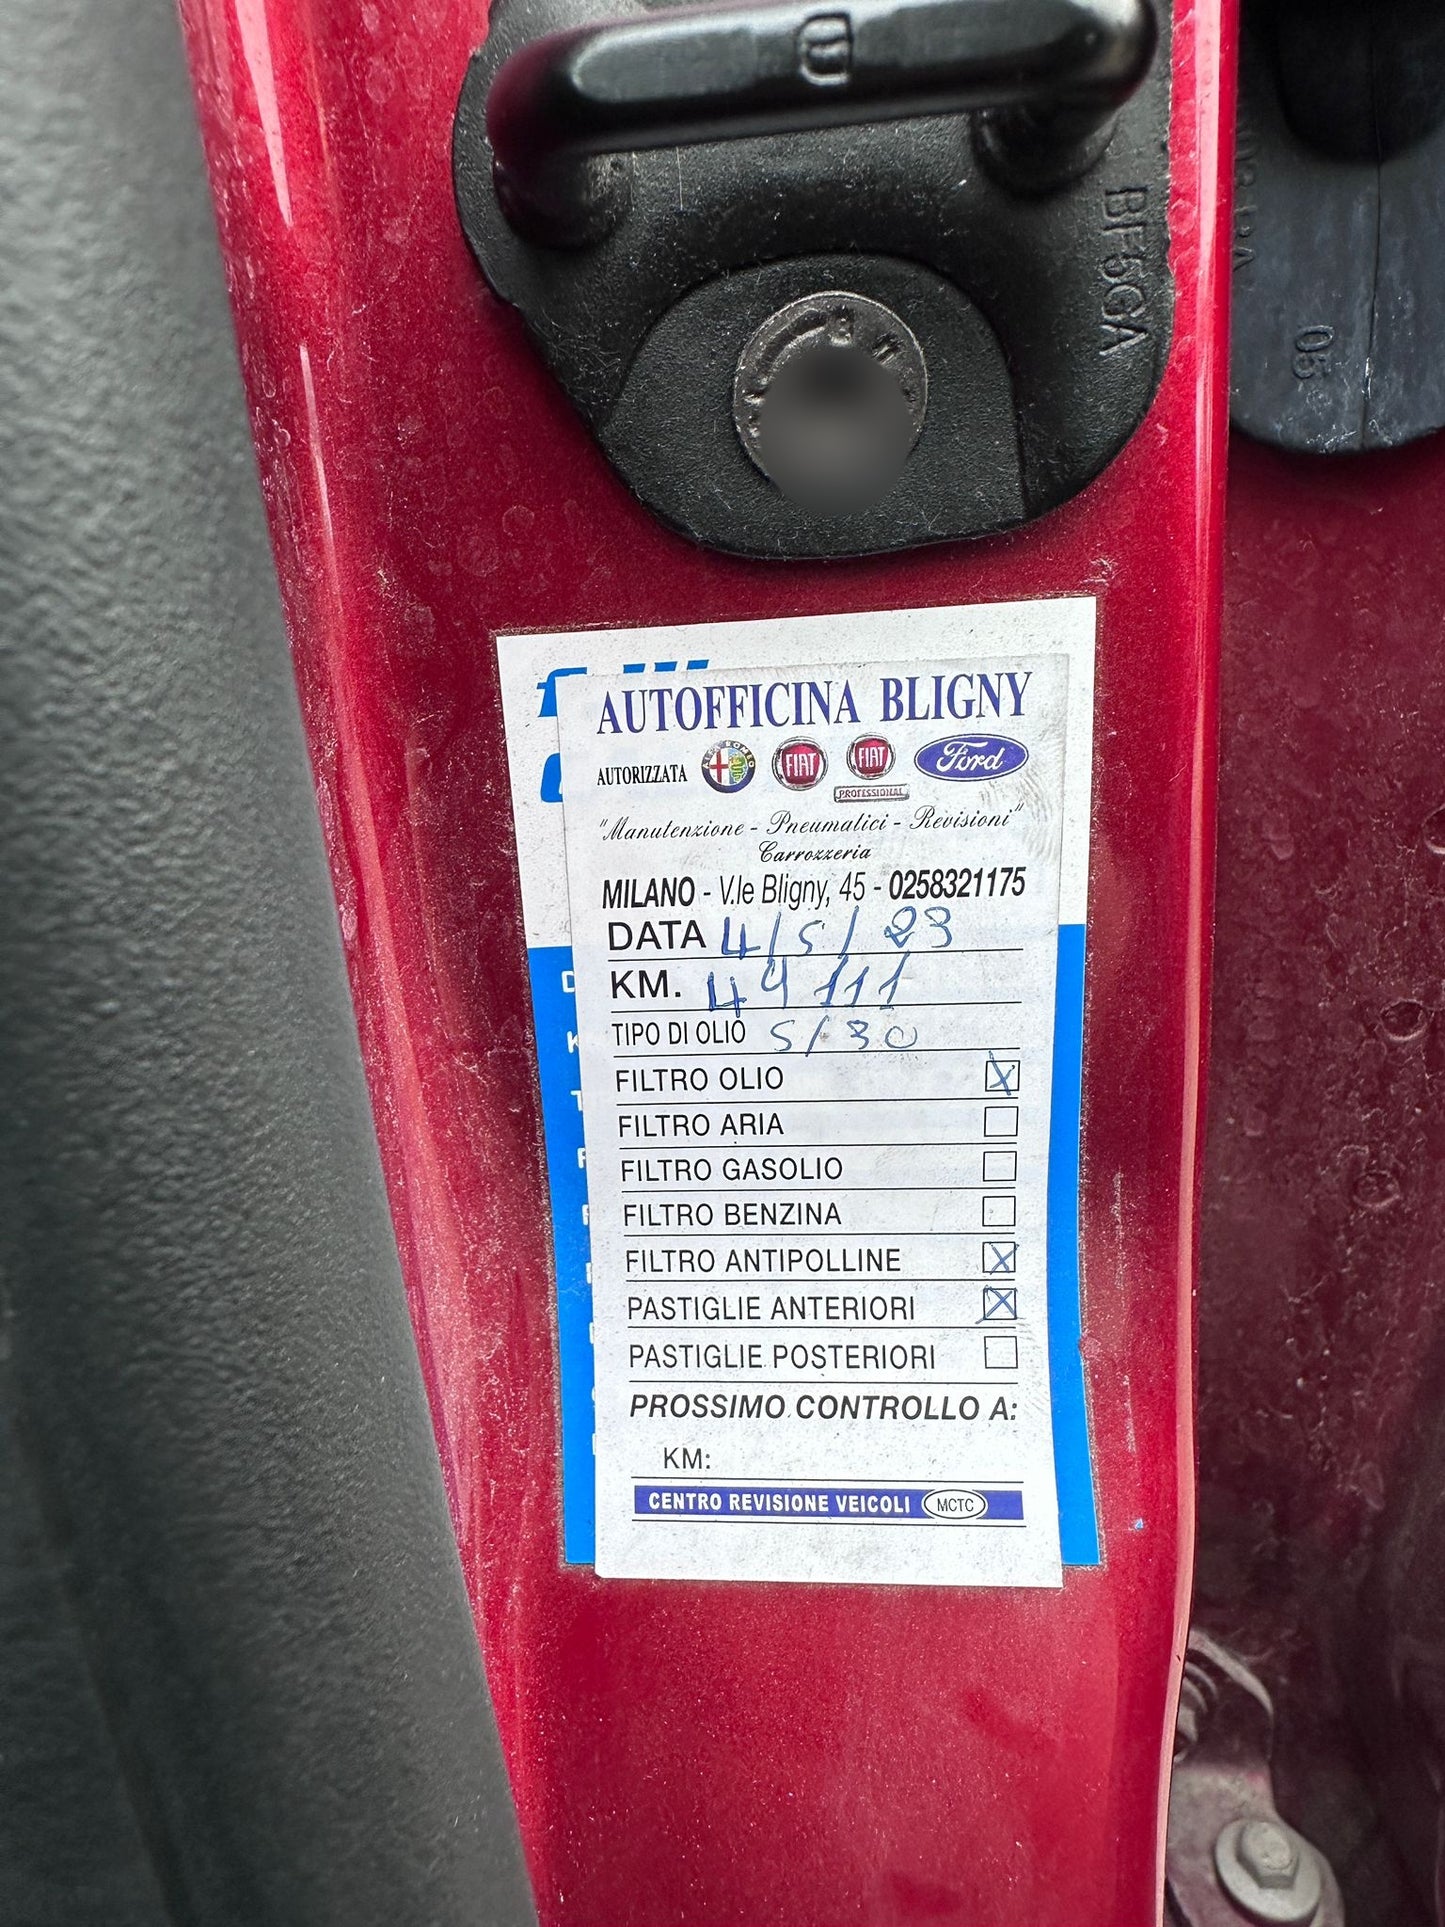 BF5GA
05
AUTOFFICINA BLIGNY
AUTORIZZATA ALFA ROMEO FIAT FIAT PROFESSIONAL Ford
"Manutenzione - Pneumatici - Revisioni"
Carrozzeria
MILANO - V.le Bligny, 45 - 0258321175
DATA 4/5/23
KM. 49111
TIPO DI OLIO 5/30
FILTRO OLIO X
FILTRO ARIA
FILTRO GASOLIO
FILTRO BENZINA
FILTRO ANTIPOLLINE X
PASTIGLIE ANTERIORI X
PASTIGLIE POSTERIORI
PROSSIMO CONTROLLO A:
KM:
CENTRO REVISIONE VEICOLI MCTC